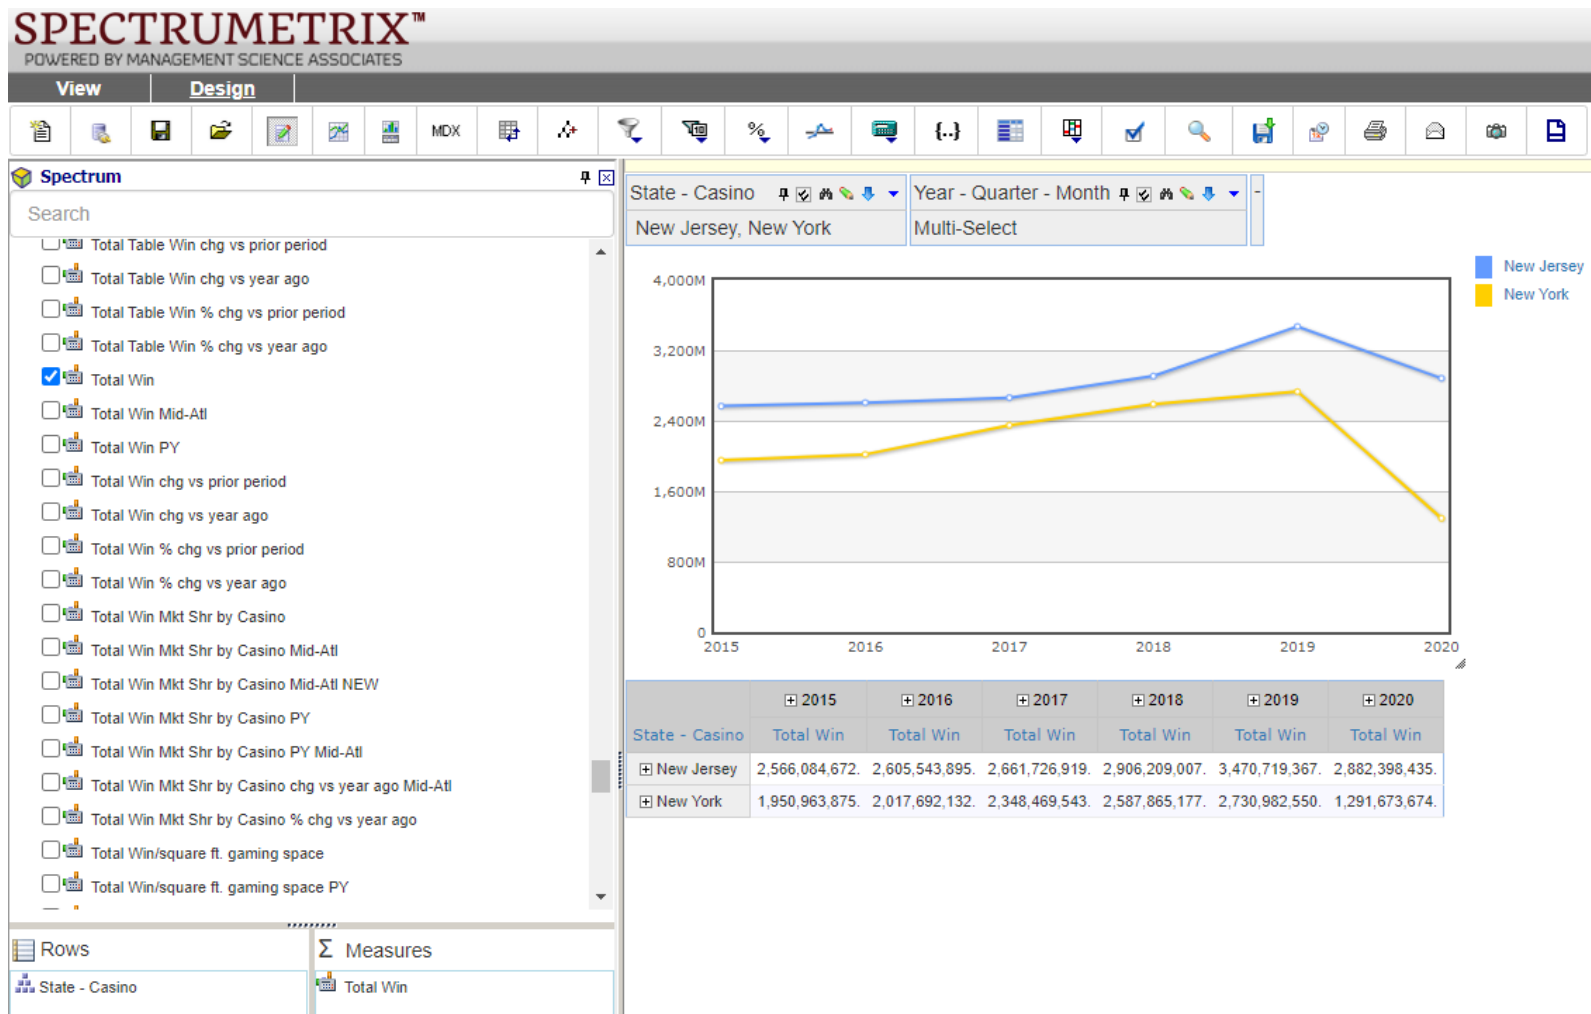 SPECTRUMETRIX™
POWERED BY MANAGEMENT SCIENCE ASSOCIATES
View Design
MDX
10
%
{..}
Spectrum
Search
Total Table Win chg vs prior period
Total Table Win chg vs year ago
Total Table Win % chg vs prior period
Total Table Win % chg vs year ago
Total Win
Total Win Mid-Atl
Total Win PY
Total Win chg vs prior period
Total Win chg vs year ago
Total Win % chg vs prior period
Total Win % chg vs year ago
Total Win Mkt Shr by Casino
Total Win Mkt Shr by Casino Mid-Atl
Total Win Mkt Shr by Casino Mid-Atl NEW
Total Win Mkt Shr by Casino PY
Total Win Mkt Shr by Casino PY Mid-Atl
Total Win Mkt Shr by Casino chg vs year ago Mid-Atl
Total Win Mkt Shr by Casino % chg vs year ago
Total Win/square ft. gaming space
Total Win/square ft. gaming space PY
Rows
State - Casino
Σ Measures
Total Win
State - Casino
New Jersey, New York
Year - Quarter - Month
Multi-Select
New Jersey
New York
4,000M
3,200M
2,400M
1,600M
800M
0
2015 2016 2017 2018 2019 2020
2015 2016 2017 2018 2019 2020
State - Casino Total Win Total Win Total Win Total Win Total Win Total Win
New Jersey 2,566,084,672. 2,605,543,895. 2,661,726,919. 2,906,209,007. 3,470,719,367. 2,882,398,435.
New York 1,950,963,875. 2,017,692,132. 2,348,469,543. 2,587,865,177. 2,730,982,550. 1,291,673,674.